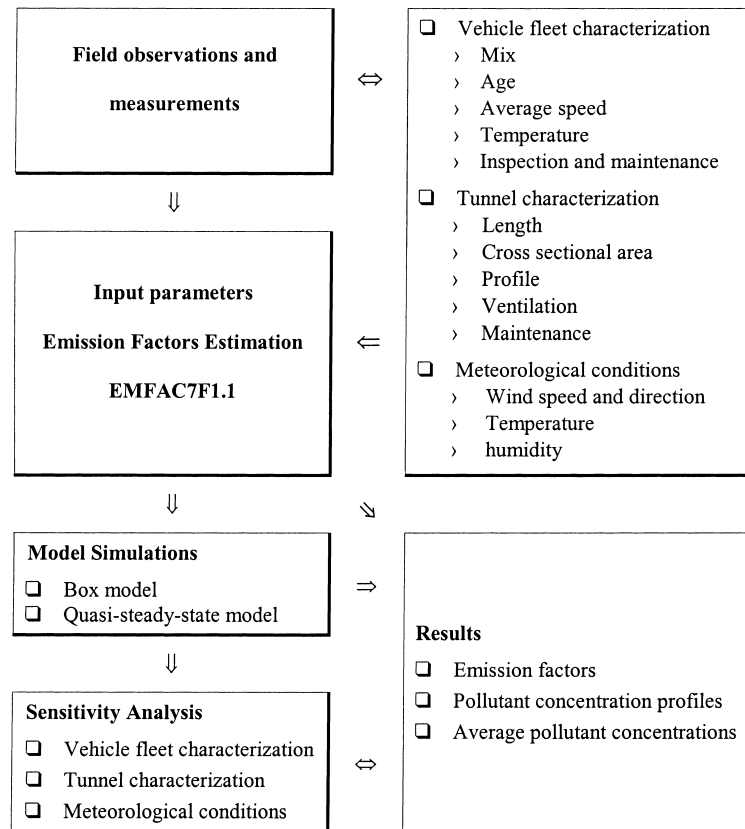 Field observations and
measurements
❏ Vehicle fleet characterization
› Mix
› Age
› Average speed
› Temperature
› Inspection and maintenance
❏ Tunnel characterization
› Length
› Cross sectional area
› Profile
› Ventilation
› Maintenance
❏ Meteorological conditions
› Wind speed and direction
› Temperature
› humidity
Input parameters
Emission Factors Estimation
EMFAC7F1.1
Model Simulations
❏ Box model
❏ Quasi-steady-state model
Results
❏ Emission factors
❏ Pollutant concentration profiles
❏ Average pollutant concentrations
Sensitivity Analysis
❏ Vehicle fleet characterization
❏ Tunnel characterization
❏ Meteorological conditions